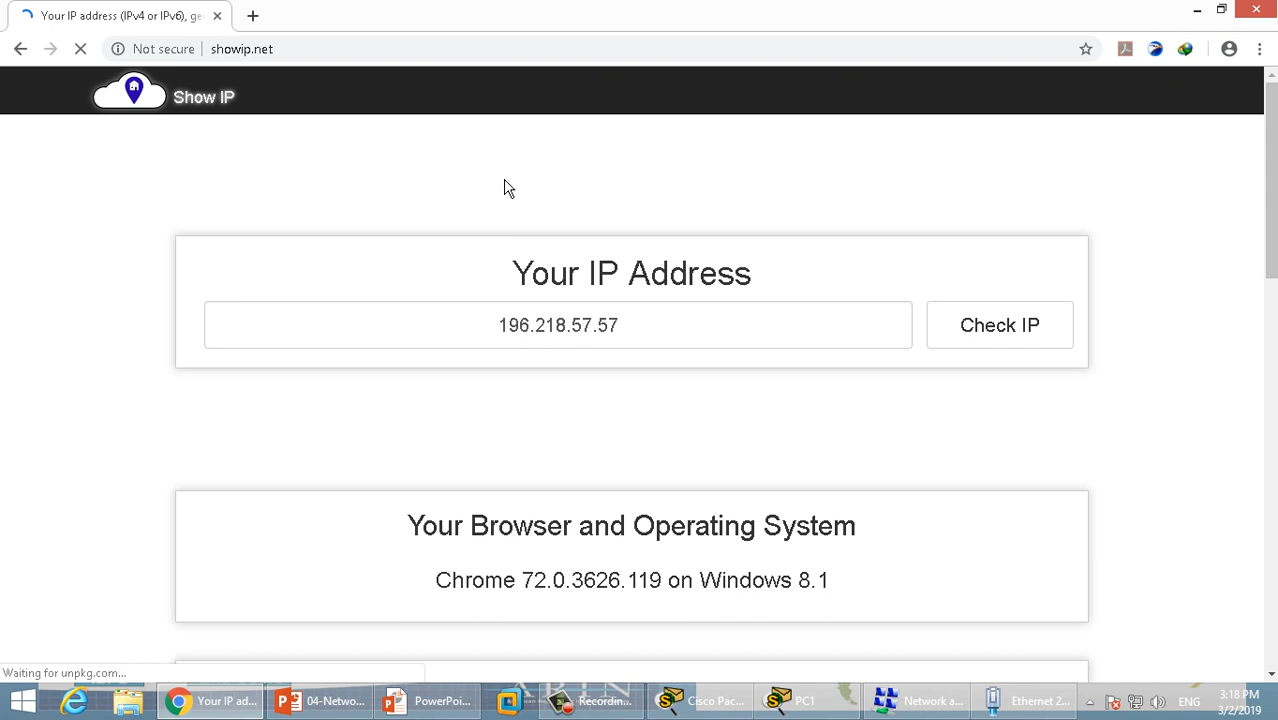 Your IP address (IPv4 or IPv6), ge
Not secure
showip.net
Show IP
Your IP Address
196.218.57.57
Check IP
Your Browser and Operating System
Chrome 72.0.3626.119 on Windows 8.1
Waiting for unpkg.com...
Your IP ad...
04-Netwo...
PowerPoi...
Recordin...
Cisco Pac...
PC1
Network a...
Ethernet 2...
ENG
3:18 PM
3/2/2019